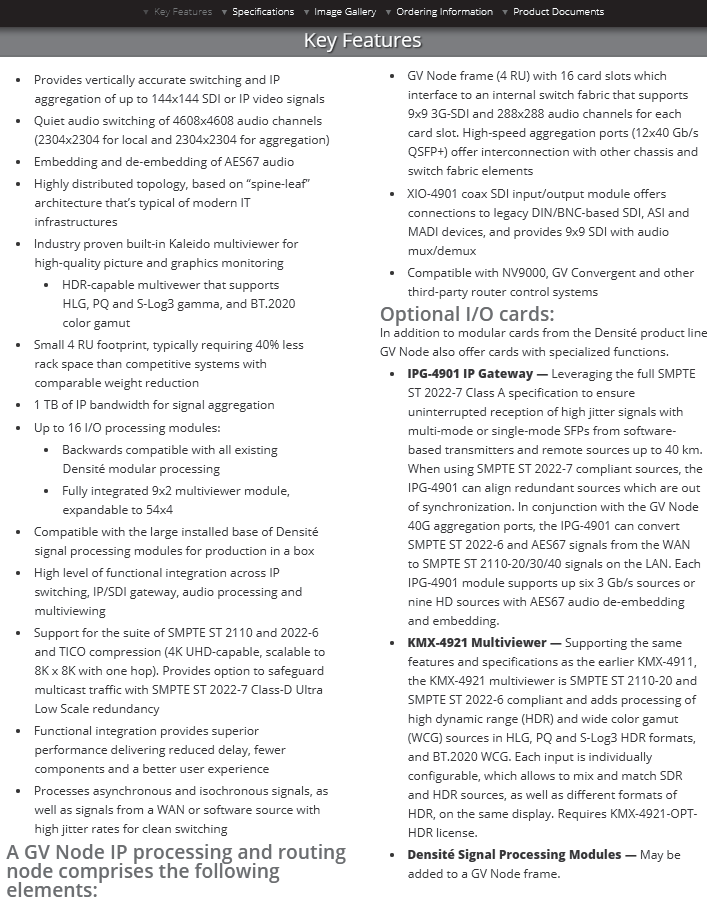 Key Features
Specifications
Image Gallery
Ordering Information
Product Documents
Key Features
Provides vertically accurate switching and IP
aggregation of up to 144x144 SDI or IP video signals
Quiet audio switching of 4608x4608 audio channels
(2304x2304 for local and 2304x2304 for aggregation)
Embedding and de-embedding of AES67 audio
Highly distributed topology, based on “spine-leaf”
architecture that’s typical of modern IT
infrastructures
Industry proven built-in Kaleido multiviewer for
high-quality picture and graphics monitoring
HDR-capable multivewer that supports
HLG, PQ and S-Log3 gamma, and BT.2020
color gamut
Small 4 RU footprint, typically requiring 40% less
rack space than competitive systems with
comparable weight reduction
1 TB of IP bandwidth for signal aggregation
Up to 16 I/O processing modules:
Backwards compatible with all existing
Densité modular processing
Fully integrated 9x2 multiviewer module,
expandable to 54x4
Compatible with the large installed base of Densité
signal processing modules for production in a box
High level of functional integration across IP
switching, IP/SDI gateway, audio processing and
multiviewing
Support for the suite of SMPTE ST 2110 and 2022-6
and TICO compression (4K UHD-capable, scalable to
8K x 8K with one hop). Provides option to safeguard
multicast traffic with SMPTE ST 2022-7 Class-D Ultra
Low Scale redundancy
Functional integration provides superior
performance delivering reduced delay, fewer
components and a better user experience
Processes asynchronous and isochronous signals, as
well as signals from a WAN or software source with
high jitter rates for clean switching
A GV Node IP processing and routing
node comprises the following
elements:
GV Node frame (4 RU) with 16 card slots which
interface to an internal switch fabric that supports
9x9 3G-SDI and 288x288 audio channels for each
card slot. High-speed aggregation ports (12x40 Gb/s
QSFP+) offer interconnection with other chassis and
switch fabric elements
XIO-4901 coax SDI input/output module offers
connections to legacy DIN/BNC-based SDI, ASI and
MADI devices, and provides 9x9 SDI with audio
mux/demux
Compatible with NV9000, GV Convergent and other
third-party router control systems
Optional I/O cards:
In addition to modular cards from the Densité product line
GV Node also offer cards with specialized functions.
IPG-4901 IP Gateway — Leveraging the full SMPTE
ST 2022-7 Class A specification to ensure
uninterrupted reception of high jitter signals with
multi-mode or single-mode SFPs from software-
based transmitters and remote sources up to 40 km.
When using SMPTE ST 2022-7 compliant sources, the
IPG-4901 can align redundant sources which are out
of synchronization. In conjunction with the GV Node
40G aggregation ports, the IPG-4901 can convert
SMPTE ST 2022-6 and AES67 signals from the WAN
to SMPTE ST 2110-20/30/40 signals on the LAN. Each
IPG-4901 module supports up six 3 Gb/s sources or
nine HD sources with AES67 audio de-embedding
and embedding.
KMX-4921 Multiviewer — Supporting the same
features and specifications as the earlier KMX-4911,
the KMX-4921 multiviewer is SMPTE ST 2110-20 and
SMPTE ST 2022-6 compliant and adds processing of
high dynamic range (HDR) and wide color gamut
(WCG) sources in HLG, PQ and S-Log3 HDR formats,
and BT.2020 WCG. Each input is individually
configurable, which allows to mix and match SDR
and HDR sources, as well as different formats of
HDR, on the same display. Requires KMX-4921-OPT-
HDR license.
Densité Signal Processing Modules — May be
added to a GV Node frame.